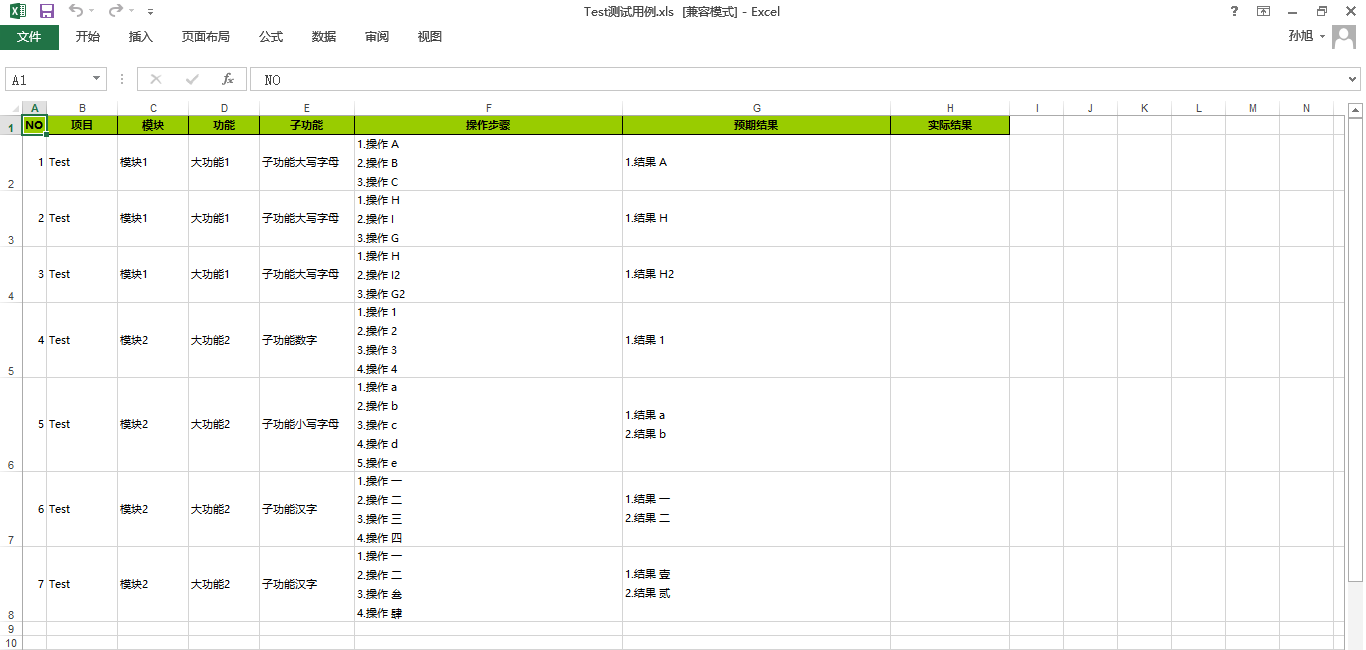 Test测试用例.xls [兼容模式] - Excel
文件 开始 插入 页面布局 公式 数据 审阅 视图 孙旭
A1 fx NO
A B C D E F G H I J K L M N
1 NO 项目 模块 功能 子功能 操作步骤 预期结果 实际结果
2 1 Test 模块1 大功能1 子功能大写字母
1.操作 A
2.操作 B
3.操作 C
1.结果 A
3 2 Test 模块1 大功能1 子功能大写字母
1.操作 H
2.操作 I
3.操作 G
1.结果 H
4 3 Test 模块1 大功能1 子功能大写字母
1.操作 H
2.操作 I2
3.操作 G2
1.结果 H2
5 4 Test 模块2 大功能2 子功能数字
1.操作 1
2.操作 2
3.操作 3
4.操作 4
1.结果 1
6 5 Test 模块2 大功能2 子功能小写字母
1.操作 a
2.操作 b
3.操作 c
4.操作 d
5.操作 e
1.结果 a
2.结果 b
7 6 Test 模块2 大功能2 子功能汉字
1.操作 一
2.操作 二
3.操作 三
4.操作 四
1.结果 一
2.结果 二
8 7 Test 模块2 大功能2 子功能汉字
1.操作 一
2.操作 二
3.操作 叁
4.操作 肆
1.结果 壹
2.结果 贰
9
10